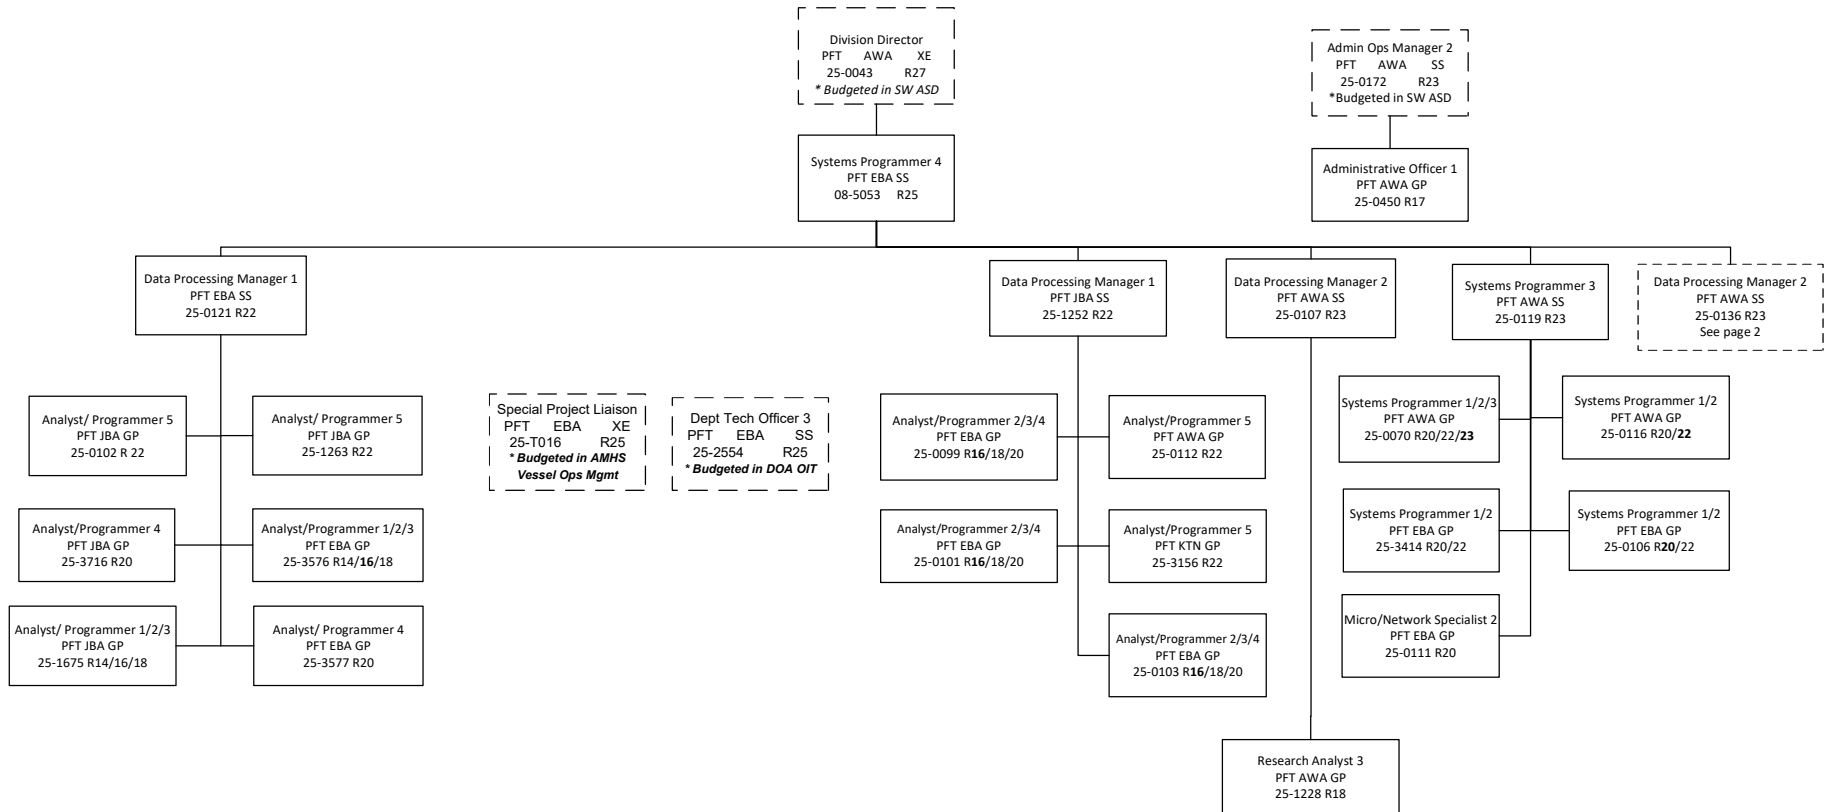 Division Director
PFT AWA XE
25-0043 R27
* Budgeted in SW ASD
Admin Ops Manager 2
PFT AWA SS
25-0172 R23
*Budgeted in SW ASD
Systems Programmer 4
PFT EBA SS
08-5053 R25
Administrative Officer 1
PFT AWA GP
25-0450 R17
Data Processing Manager 1
PFT EBA SS
25-0121 R22
Data Processing Manager 1
PFT JBA SS
25-1252 R22
Data Processing Manager 2
PFT AWA SS
25-0107 R23
Systems Programmer 3
PFT AWA SS
25-0119 R23
Data Processing Manager 2
PFT AWA SS
25-0136 R23
See page 2
Analyst/ Programmer 5
PFT JBA GP
25-0102 R 22
Analyst/ Programmer 5
PFT JBA GP
25-1263 R22
Special Project Liaison
PFT EBA XE
25-T016 R25
* Budgeted in AMHS
Vessel Ops Mgmt
Dept Tech Officer 3
PFT EBA SS
25-2554 R25
* Budgeted in DOA OIT
Analyst/Programmer 2/3/4
PFT EBA GP
25-0099 R16/18/20
Analyst/Programmer 5
PFT AWA GP
25-0112 R22
Systems Programmer 1/2/3
PFT AWA GP
25-0070 R20/22/23
Systems Programmer 1/2
PFT AWA GP
25-0116 R20/22
Analyst/Programmer 4
PFT JBA GP
25-3716 R20
Analyst/Programmer 1/2/3
PFT EBA GP
25-3576 R14/16/18
Analyst/Programmer 2/3/4
PFT EBA GP
25-0101 R16/18/20
Analyst/Programmer 5
PFT KTN GP
25-3156 R22
Systems Programmer 1/2
PFT EBA GP
25-3414 R20/22
Systems Programmer 1/2
PFT EBA GP
25-0106 R20/22
Analyst/ Programmer 1/2/3
PFT JBA GP
25-1675 R14/16/18
Analyst/ Programmer 4
PFT EBA GP
25-3577 R20
Analyst/Programmer 2/3/4
PFT EBA GP
25-0103 R16/18/20
Micro/Network Specialist 2
PFT EBA GP
25-0111 R20
Research Analyst 3
PFT AWA GP
25-1228 R18